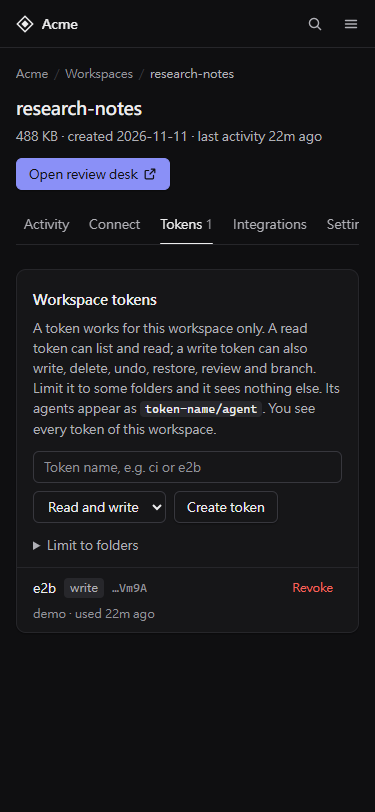 Acme
Acme / Workspaces / research-notes
research-notes
488 KB · created 2026-11-11 · last activity 22m ago
Open review desk
Activity Connect Tokens 1 Integrations Settin
Workspace tokens
A token works for this workspace only. A read
token can list and read; a write token can also
write, delete, undo, restore, review and branch.
Limit it to some folders and it sees nothing else. Its
agents appear as token-name/agent. You see
every token of this workspace.
Token name, e.g. ci or e2b
Read and write Create token
Limit to folders
e2b write …Vm9A Revoke
demo · used 22m ago